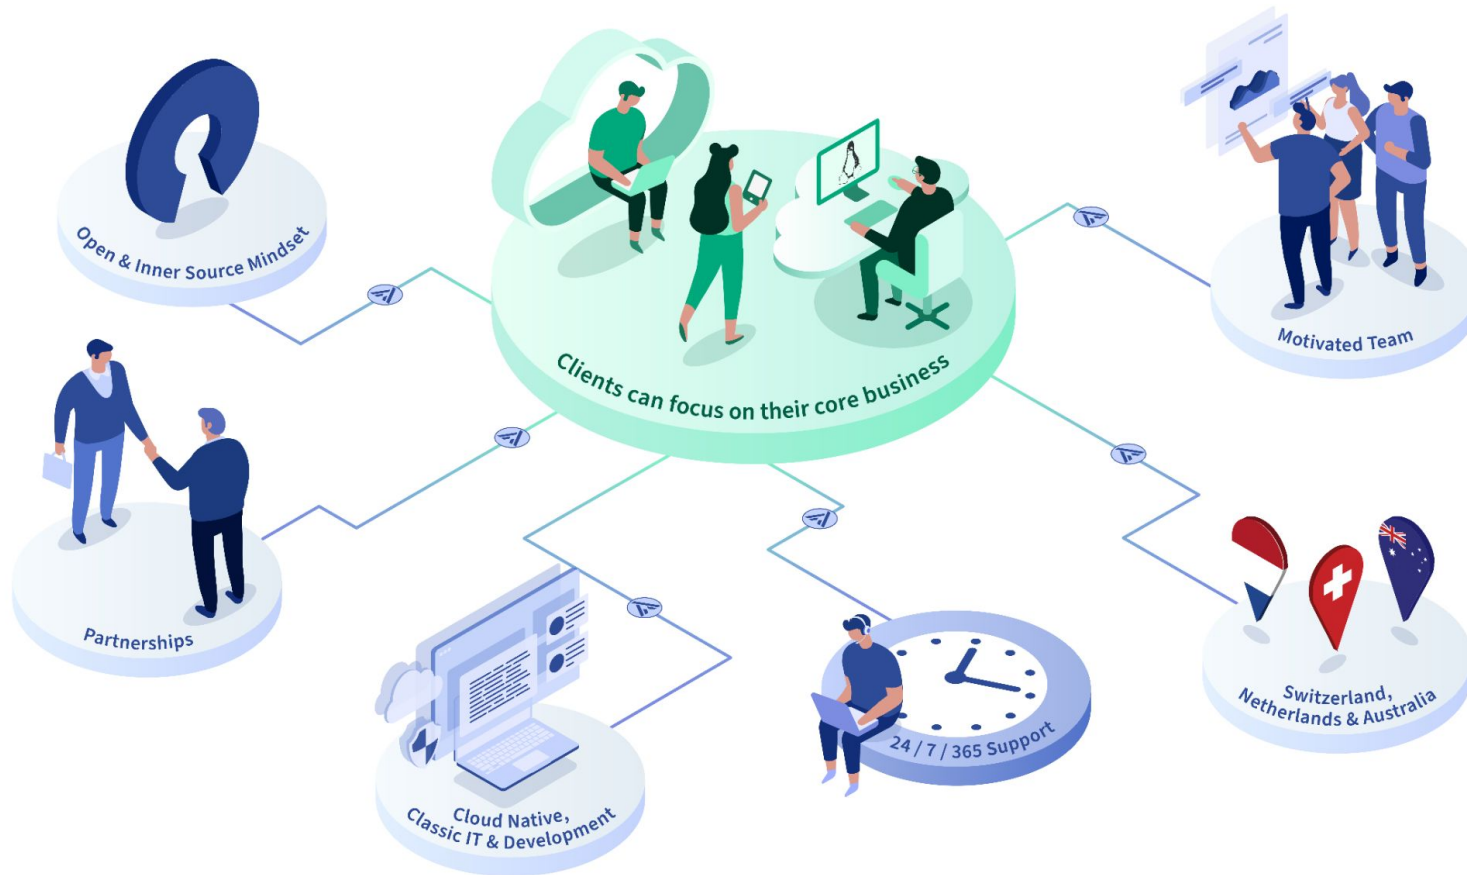 Open & Inner Source Mindset
Clients can focus on their core business
Motivated Team
Partnerships
Cloud Native,
Classic IT & Development
24 / 7 / 365 Support
Switzerland,
Netherlands & Australia